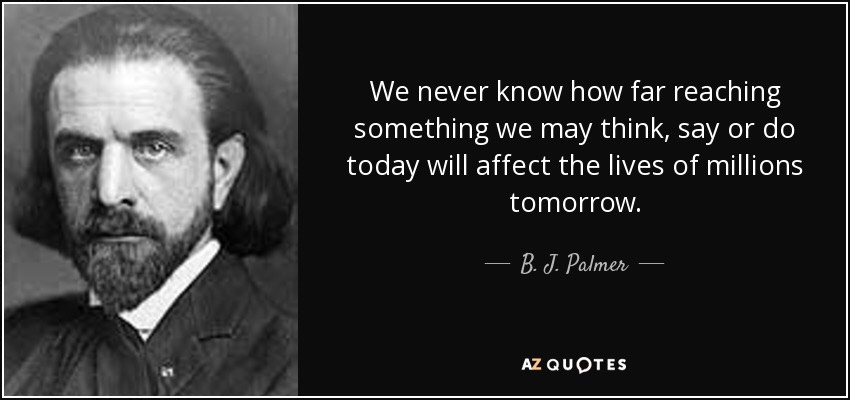 We never know how far reaching
something we may think, say or do
today will affect the lives of millions
tomorrow.
B. J. Palmer
AZ QUOTES